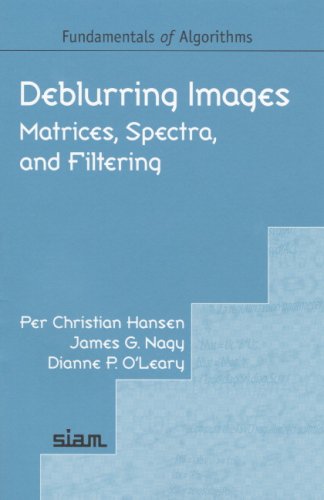 Fundamentals of Algorithms
Deblurring Images
Matrices, Spectra,
and Filtering
Per Christian Hansen
James G. Nagy
Dianne P. O'Leary
siam